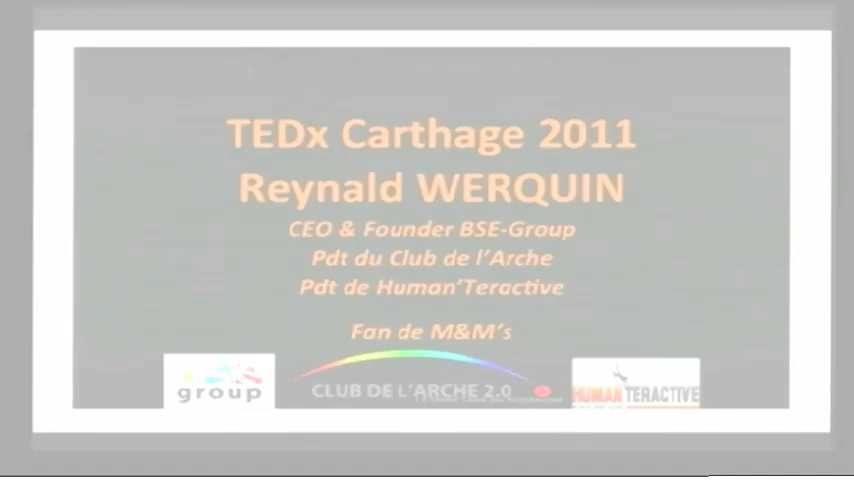 TEDx Carthage 2011
Reynald WERQUIN
CEO & Founder BSE-Group
Pdt du Club de l'Arche
Pdt de Human'Teractive
Fan de M&M's
group
CLUB DE L'ARCHE 2.0
HUMAN TERACTIVE